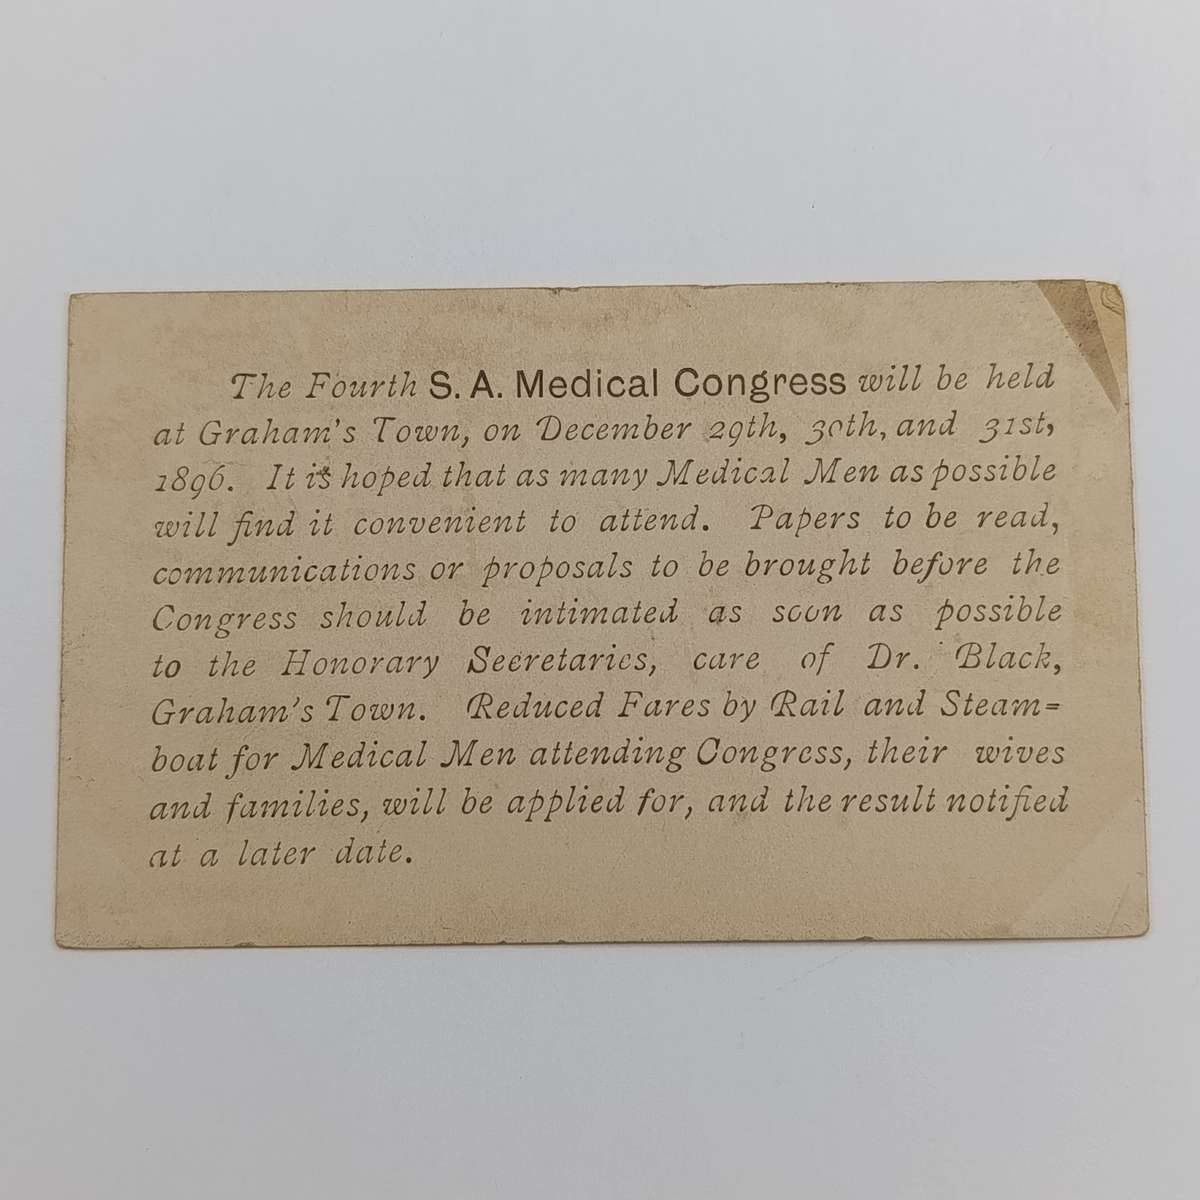 The Fourth S. A. Medical Congress will be held
at Graham's Town, on December 29th, 30th, and 31st,
1896. It is hoped that as many Medical Men as possible
will find it convenient to attend. Papers to be read,
communications or proposals to be brought before the
Congress should be intimated as soon as possible
to the Honorary Secretaries, care of Dr. Black,
Graham's Town. Reduced Fares by Rail and Steam=
boat for Medical Men attending Congress, their wives
and families, will be applied for, and the result notified
at a later date.